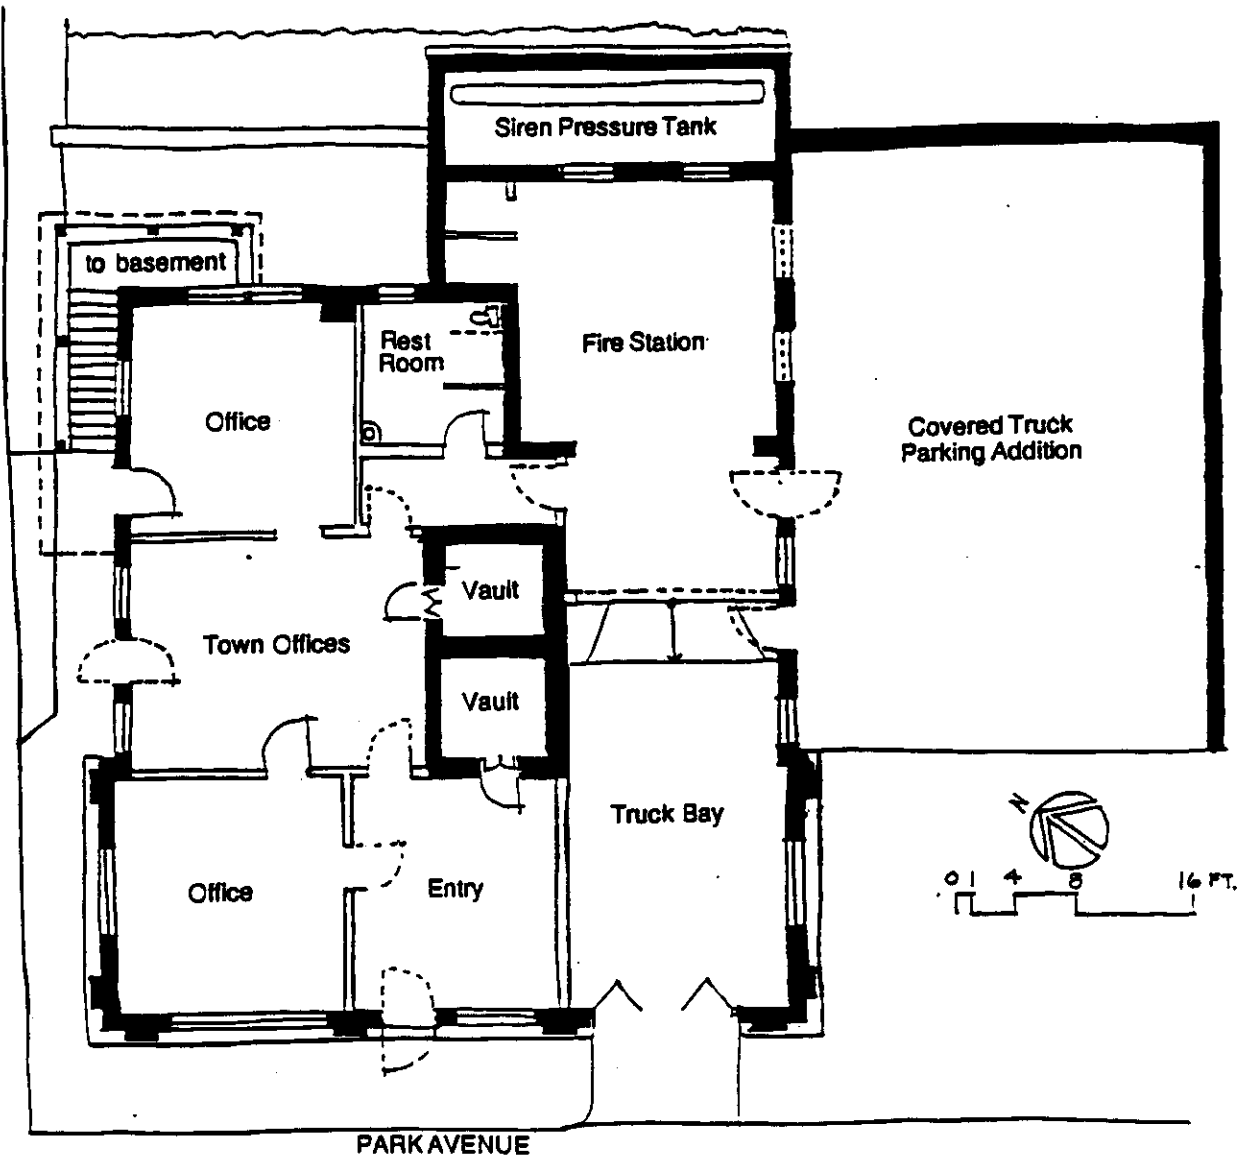 Siren Pressure Tank
to basement
Rest
Room
Fire Station
Office
Covered Truck
Parking Addition
Vault
Town Offices
Vault
Truck Bay
N
Office
Entry
0 1 4 8 16 FT.
PARK AVENUE